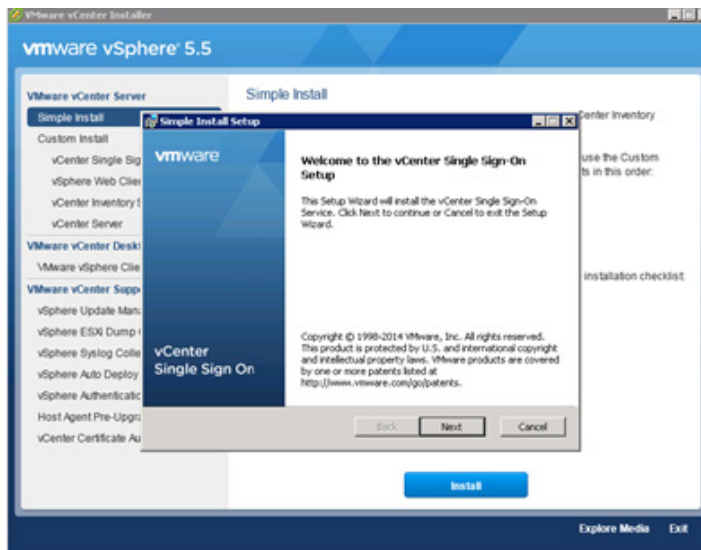 VMware vCenter Installer
vmware vSphere® 5.5
VMware vCenter Server
Simple Install
Custom Install
vCenter Single Sig
vSphere Web Clie
vCenter Inventory S
vCenter Server
VMware vCenter Deskt
VMware vSphere Clie
VMware vCenter Supp
vSphere Update Man
vSphere ESXi Dump
vSphere Syslog Colle
vSphere Auto Deploy
vSphere Authenticatic
Host Agent Pre-Upgra
vCenter Certificate Au
Simple Install
Center Inventory
use the Custom
ts in this order:
installation checklist
Simple Install Setup
vmware
vCenter
Single Sign On
Welcome to the vCenter Single Sign-On
Setup
This Setup Wizard will install the vCenter Single Sign-On
Service. Click Next to continue or Cancel to exit the Setup
Wizard.
Copyright © 1998-2014 VMware, Inc. All rights reserved.
This product is protected by U.S. and international copyright
and intellectual property laws. VMware products are covered
by one or more patents listed at
http://www.vmware.com/go/patents.
Back
Next
Cancel
Install
Explore Media
Exit